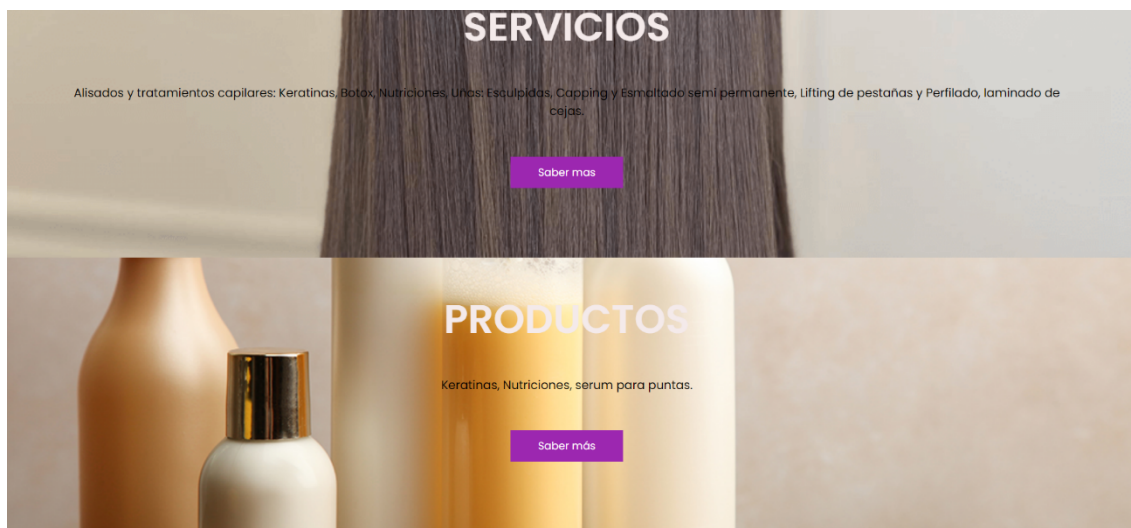 SERVICIOS
Alisados y tratamientos capilares: Keratinas, Botox, Nutriciones, Uñas: Esculpidas, Capping y Esmaltado semi permanente, Lifting de pestañas y Perfilado, laminado de
cejas.
Saber mas
PRODUCTOS
Keratinas, Nutriciones, serum para puntas.
Saber más